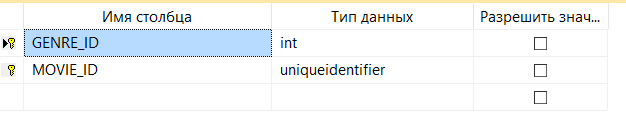 Имя столбца Тип данных Разрешить знач...
GENRE_ID int
MOVIE_ID uniqueidentifier